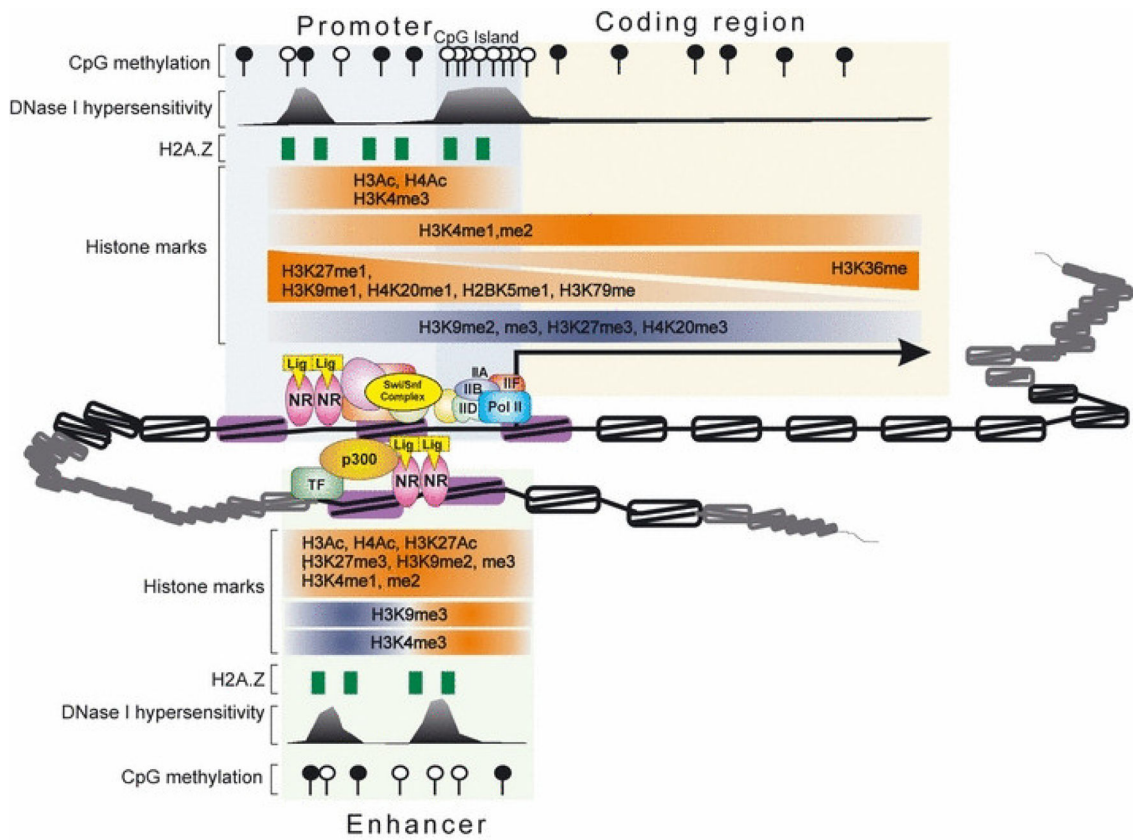 Promoter
Coding region
CpG Island
CpG methylation
DNase I hypersensitivity
H2A.Z
H3Ac, H4Ac
H3K4me3
H3K4me1,me2
Histone marks
H3K36me
H3K27me1,
H3K9me1, H4K20me1, H2BK5me1, H3K79me
H3K9me2, me3, H3K27me3, H4K20me3
Lig Lig
NR NR
Swi/Snf
Complex
IIA
IIB
IIF
IID
Pol II
Lig Lig
p300
NR NR
TF
H3Ac, H4Ac, H3K27Ac
H3K27me3, H3K9me2, me3
H3K4me1, me2
Histone marks
H3K9me3
H3K4me3
H2A.Z
DNase I hypersensitivity
CpG methylation
Enhancer